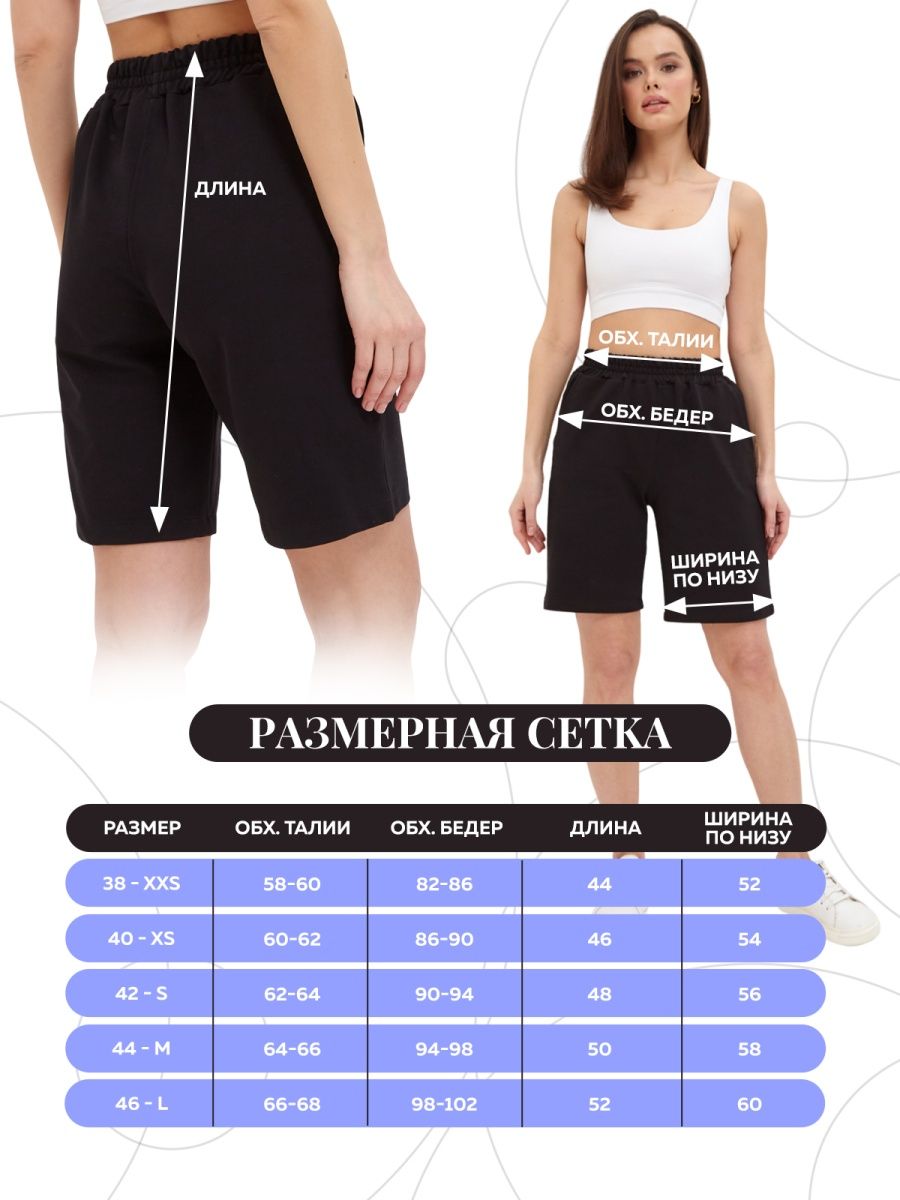 ДЛИНА
ОБХ. ТАЛИИ
ОБХ. БЕДЕР
ШИРИНА
ПО НИЗУ
РАЗМЕРНАЯ СЕТКА
РАЗМЕР ОБХ. ТАЛИИ ОБХ. БЕДЕР ДЛИНА ШИРИНА ПО НИЗУ
38 - XXS 58-60 82-86 44 52
40 - XS 60-62 86-90 46 54
42 - S 62-64 90-94 48 56
44 - M 64-66 94-98 50 58
46 - L 66-68 98-102 52 60